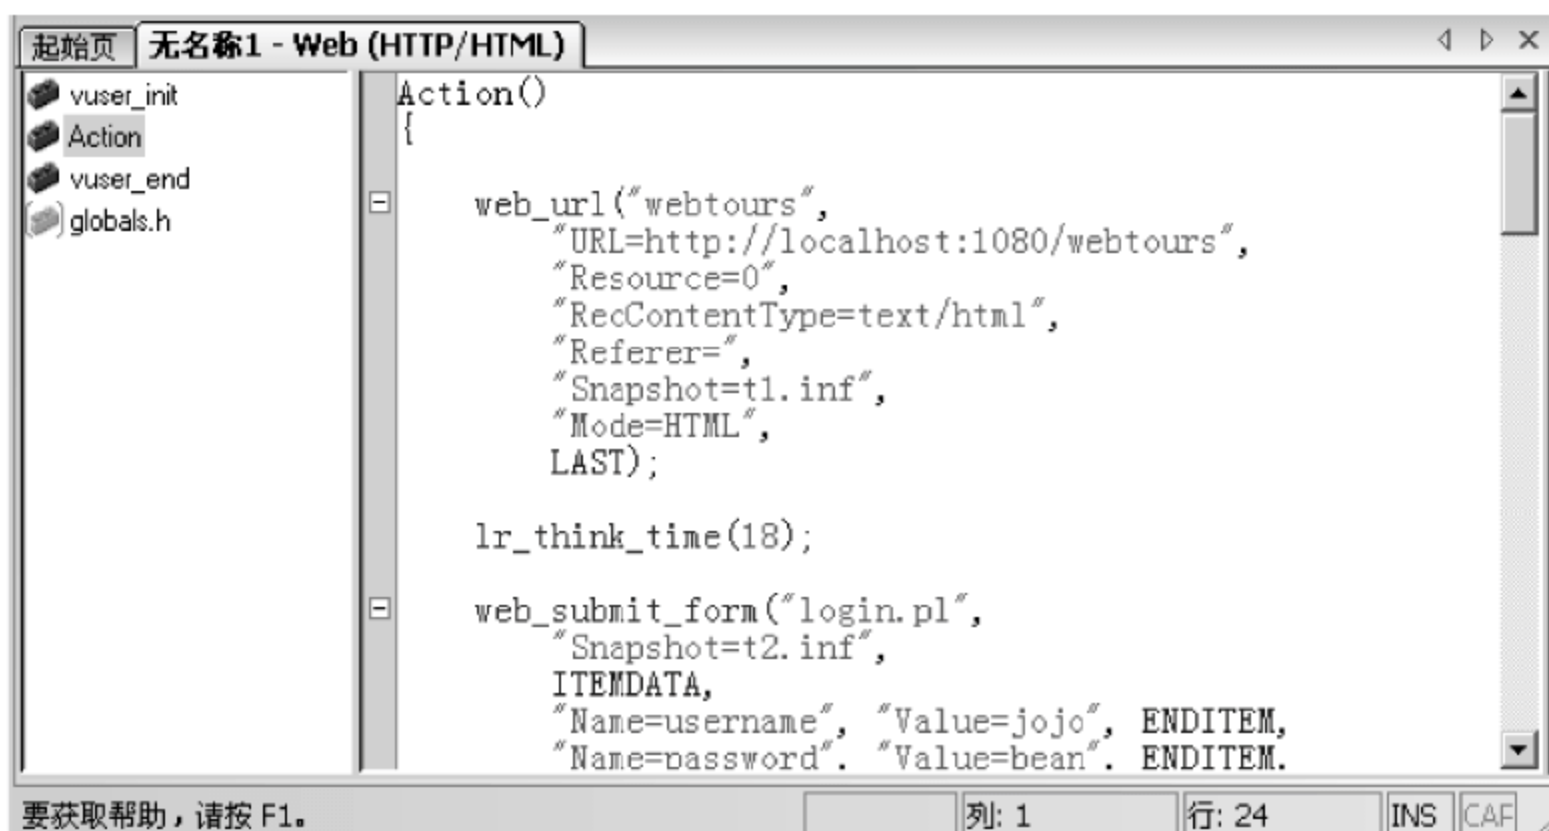 起始页 无名称1 - Web (HTTP/HTML)
vuser_init
Action
vuser_end
globals.h
Action()
{
web_url("webtours",
"URL=http://localhost:1080/webtours",
"Resource=0",
"RecContentType=text/html",
"Referer=",
"Snapshot=t1.inf",
"Mode=HTML",
LAST);
lr_think_time(18);
web_submit_form("login.pl",
"Snapshot=t2.inf",
ITEMDATA,
"Name=username", "Value=jojo", ENDITEM,
"Name=password", "Value=bean", ENDITEM,
要获取帮助，请按 F1。 列: 1 行: 24 INS CAP